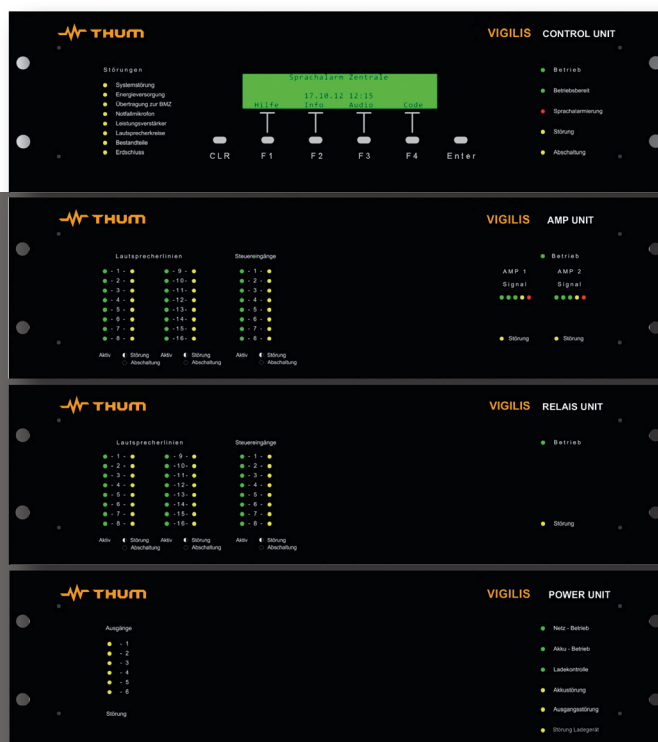 THUM
VIGILIS CONTROL UNIT
Störungen
Systemstörung
Energieversorgung
Übertragung zur BMZ
Notfallmikrofon
Leistungsverstärker
Lautsprecherkreise
Bestandteile
Erdschluss
Sprachalarm Zentrale
17.10.12 12:15
Hilfe Info Audio Code
CLR F1 F2 F3 F4 Enter
Betrieb
Betriebsbereit
Sprachalarmierung
Störung
Abschaltung
THUM
VIGILIS AMP UNIT
Lautsprecherlinien Steuereingänge
- 1 - - 9 - - 1 -
- 2 - -10- - 2 -
- 3 - -11- - 3 -
- 4 - -12- - 4 -
- 5 - -13- - 5 -
- 6 - -14- - 6 -
- 7 - -15- - 7 -
- 8 - -16- - 8 -
Aktiv Störung Aktiv Störung Aktiv Störung
Abschaltung Abschaltung Abschaltung
Betrieb
AMP 1 AMP 2
Signal Signal
Störung Störung
THUM
VIGILIS RELAIS UNIT
Lautsprecherlinien Steuereingänge
- 1 - - 9 - - 1 -
- 2 - -10- - 2 -
- 3 - -11- - 3 -
- 4 - -12- - 4 -
- 5 - -13- - 5 -
- 6 - -14- - 6 -
- 7 - -15- - 7 -
- 8 - -16- - 8 -
Aktiv Störung Aktiv Störung Aktiv Störung
Abschaltung Abschaltung Abschaltung
Betrieb
Störung
THUM
VIGILIS POWER UNIT
Ausgänge
- 1
- 2
- 3
- 4
- 5
- 6
Störung
Netz - Betrieb
Akku - Betrieb
Ladekontrolle
Akkustörung
Ausgangsstörung
Störung Ladegerät